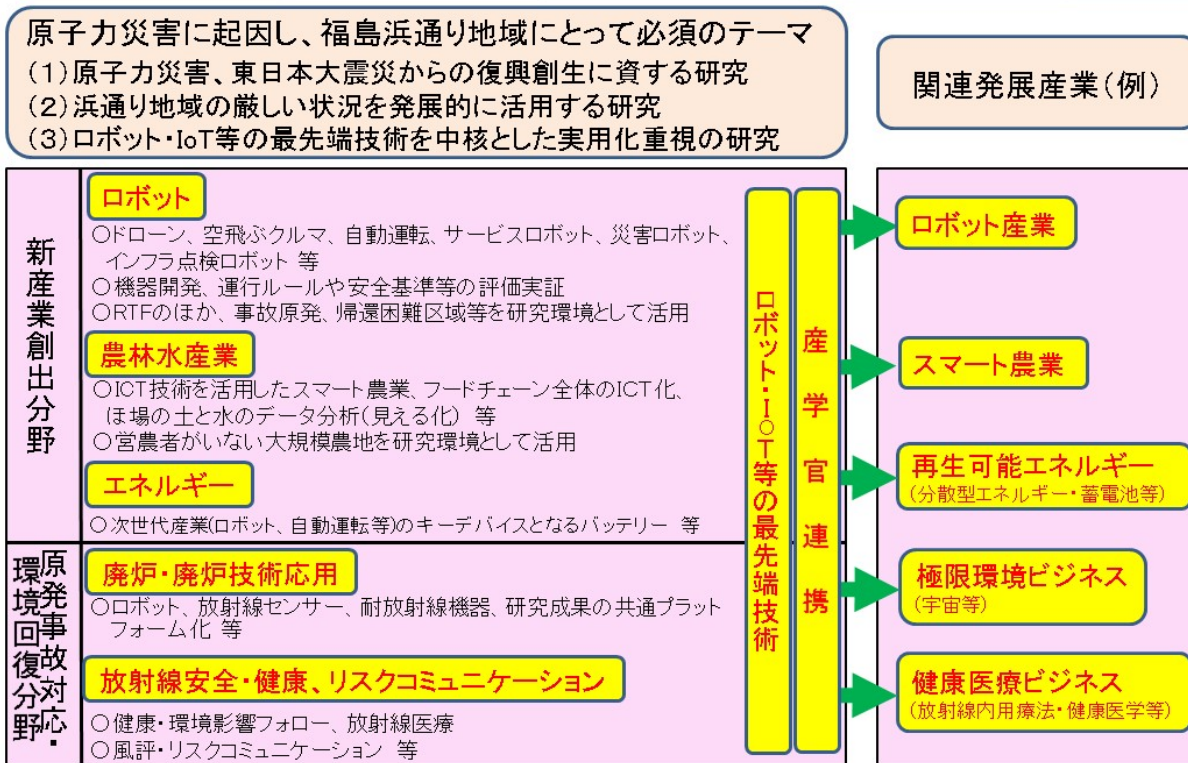 原子力災害に起因し、福島浜通り地域にとって必須のテーマ
(1)原子力災害、東日本大震災からの復興創生に資する研究
(2)浜通り地域の厳しい状況を発展的に活用する研究
(3)ロボット・IoT等の最先端技術を中核とした実用化重視の研究
関連発展産業(例)
新産業創出分野
ロボット
○ドローン、空飛ぶクルマ、自動運転、サービスロボット、災害ロボット、
インフラ点検ロボット 等
○機器開発、運行ルールや安全基準等の評価実証
○RTFのほか、事故原発、帰還困難区域等を研究環境として活用
農林水産業
○ICT技術を活用したスマート農業、フードチェーン全体のICT化、
ほ場の土と水のデータ分析(見える化) 等
○営農者がいない大規模農地を研究環境として活用
エネルギー
○次世代産業(ロボット、自動運転等)のキーデバイスとなるバッテリー 等
原発事故対応・
環境回復分野
廃炉・廃炉技術応用
○ロボット、放射線センサー、耐放射線機器、研究成果の共通プラット
フォーム化 等
放射線安全・健康、リスクコミュニケーション
○健康・環境影響フォロー、放射線医療
○風評・リスクコミュニケーション 等
ロボット・IoT等の最先端技術
産学官連携
ロボット産業
スマート農業
再生可能エネルギー
(分散型エネルギー・蓄電池等)
極限環境ビジネス
(宇宙等)
健康医療ビジネス
(放射線内用療法・健康医学等)